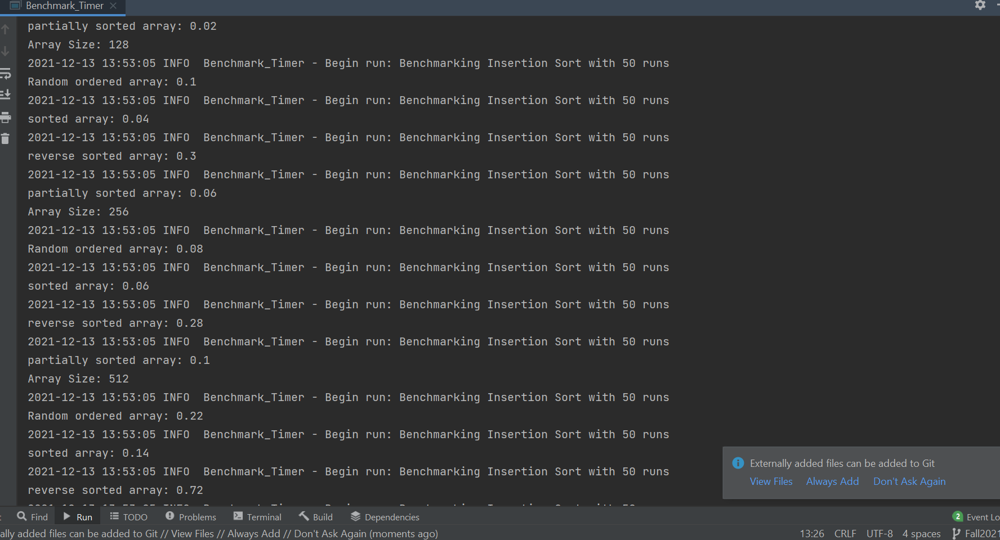 Benchmark_Timer
partially sorted array: 0.02
Array Size: 128
2021-12-13 13:53:05 INFO  Benchmark_Timer - Begin run: Benchmarking Insertion Sort with 50 runs
Random ordered array: 0.1
2021-12-13 13:53:05 INFO  Benchmark_Timer - Begin run: Benchmarking Insertion Sort with 50 runs
sorted array: 0.04
2021-12-13 13:53:05 INFO  Benchmark_Timer - Begin run: Benchmarking Insertion Sort with 50 runs
reverse sorted array: 0.3
2021-12-13 13:53:05 INFO  Benchmark_Timer - Begin run: Benchmarking Insertion Sort with 50 runs
partially sorted array: 0.06
Array Size: 256
2021-12-13 13:53:05 INFO  Benchmark_Timer - Begin run: Benchmarking Insertion Sort with 50 runs
Random ordered array: 0.08
2021-12-13 13:53:05 INFO  Benchmark_Timer - Begin run: Benchmarking Insertion Sort with 50 runs
sorted array: 0.06
2021-12-13 13:53:05 INFO  Benchmark_Timer - Begin run: Benchmarking Insertion Sort with 50 runs
reverse sorted array: 0.28
2021-12-13 13:53:05 INFO  Benchmark_Timer - Begin run: Benchmarking Insertion Sort with 50 runs
partially sorted array: 0.1
Array Size: 512
2021-12-13 13:53:05 INFO  Benchmark_Timer - Begin run: Benchmarking Insertion Sort with 50 runs
Random ordered array: 0.22
2021-12-13 13:53:05 INFO  Benchmark_Timer - Begin run: Benchmarking Insertion Sort with 50 runs
sorted array: 0.14
2021-12-13 13:53:05 INFO  Benchmark_Timer - Begin run: Benchmarking Insertion Sort with 50 runs
reverse sorted array: 0.72
Externally added files can be added to Git
View Files Always Add Don't Ask Again
Find Run TODO Problems Terminal Build Dependencies 2 Event Lo
ally added files can be added to Git // View Files // Always Add // Don't Ask Again (moments ago) 13:26 CRLF UTF-8 4 spaces Fall2021